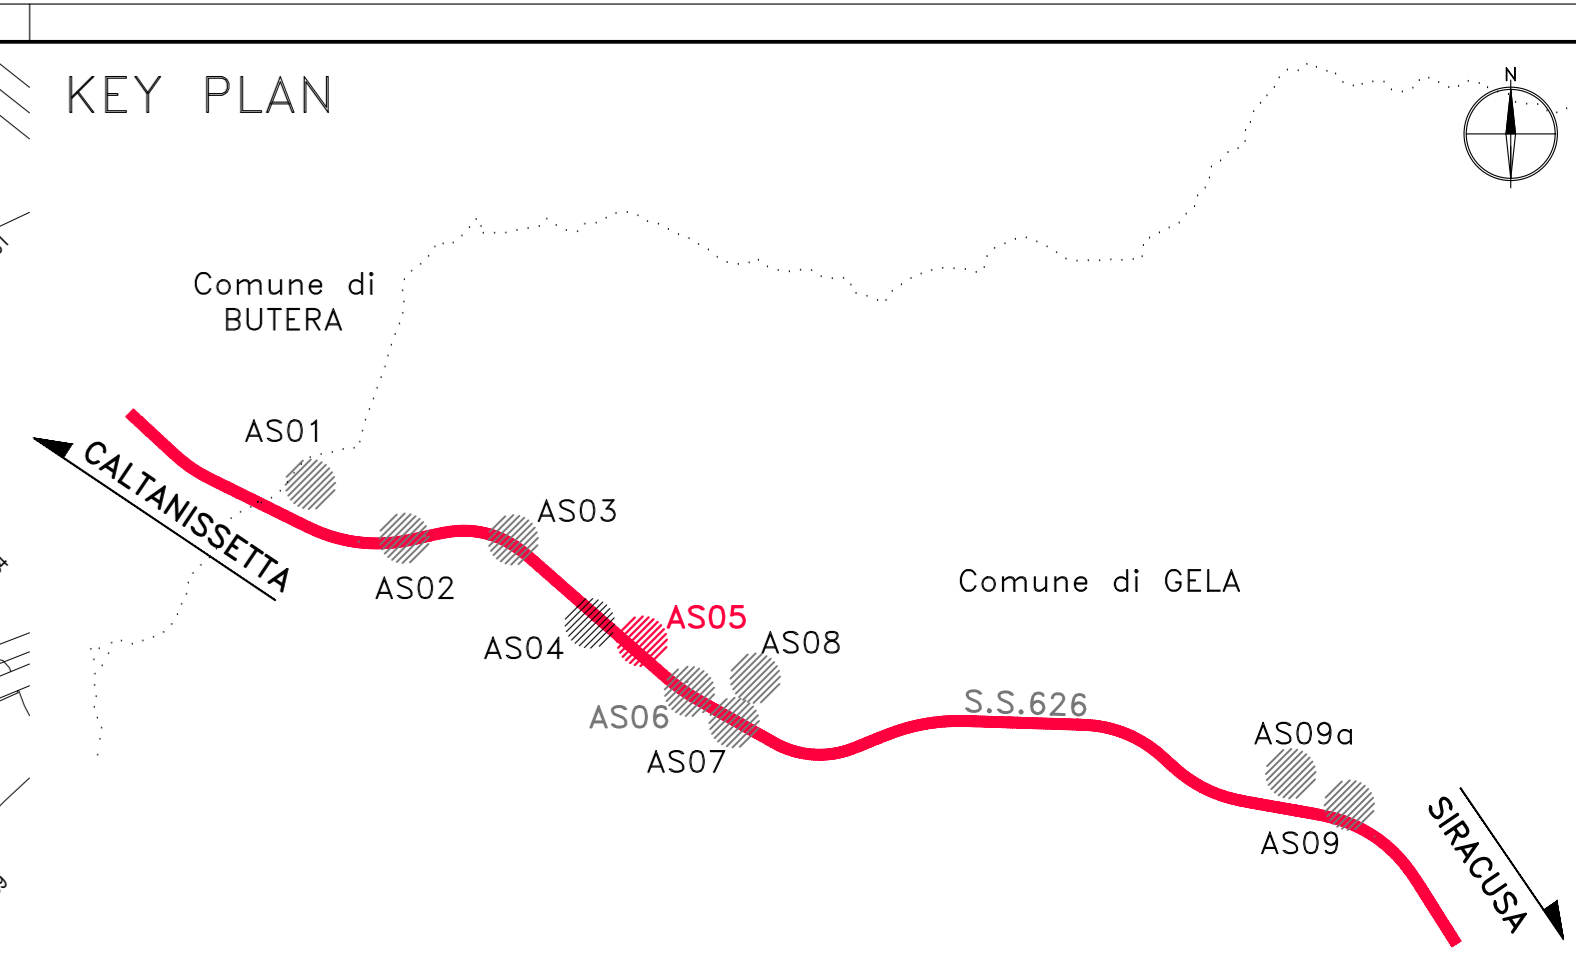 KEY PLAN
N
Comune di
BUTERA
AS01
CALTANISSETTA
AS03
AS02
Comune di GELA
AS05
AS04
AS08
AS06
S.S.626
AS07
AS09a
AS09
SIRACUSA